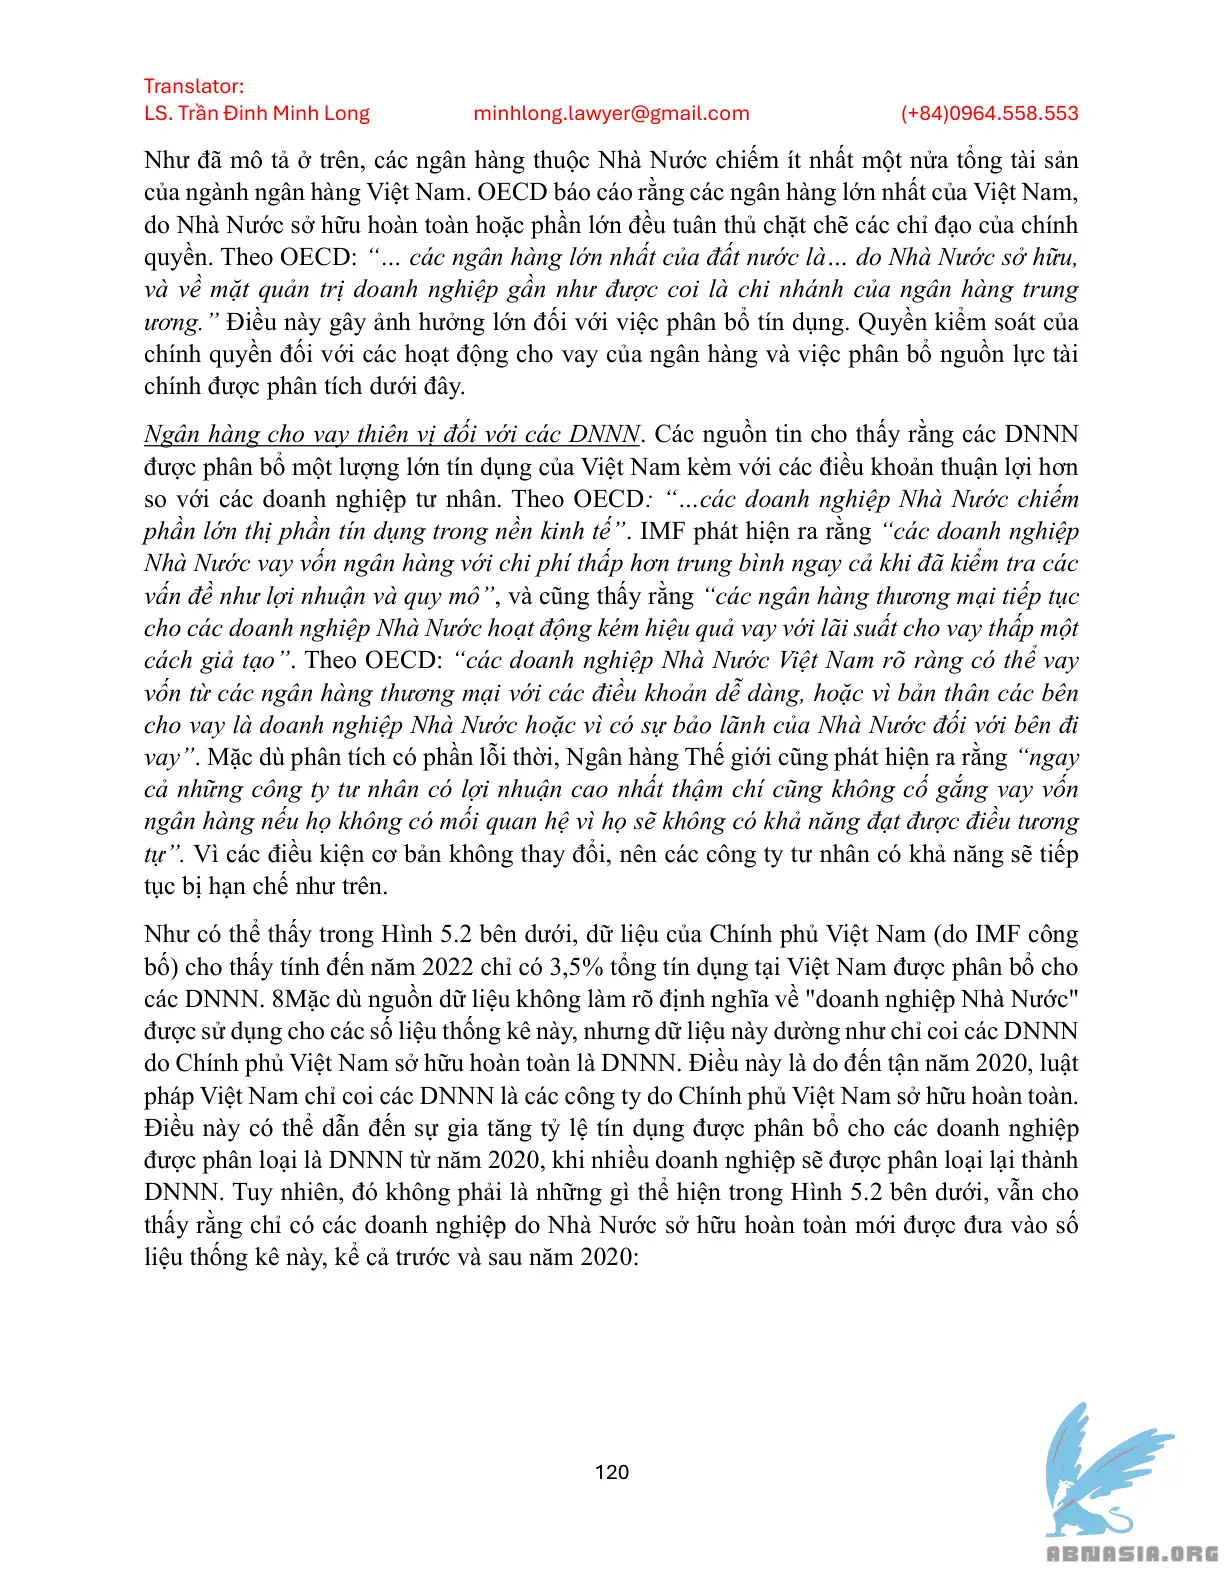 Translator:
LS. Trần Đinh Minh Long minhlong.lawyer@gmail.com (+84)0964.558.553
Như đã mô tả ở trên, các ngân hàng thuộc Nhà Nước chiếm ít nhất một nửa tổng tài sản
của ngành ngân hàng Việt Nam. OECD báo cáo rằng các ngân hàng lớn nhất của Việt Nam,
do Nhà Nước sở hữu hoàn toàn hoặc phần lớn đều tuân thủ chặt chẽ các chỉ đạo của chính
quyền. Theo OECD: “… các ngân hàng lớn nhất của đất nước là… do Nhà Nước sở hữu,
và về mặt quản trị doanh nghiệp gần như được coi là chi nhánh của ngân hàng trung
ương.” Điều này gây ảnh hưởng lớn đối với việc phân bổ tín dụng. Quyền kiểm soát của
chính quyền đối với các hoạt động cho vay của ngân hàng và việc phân bổ nguồn lực tài
chính được phân tích dưới đây.
Ngân hàng cho vay thiên vị đối với các DNNN. Các nguồn tin cho thấy rằng các DNNN
được phân bổ một lượng lớn tín dụng của Việt Nam kèm với các điều khoản thuận lợi hơn
so với các doanh nghiệp tư nhân. Theo OECD: “…các doanh nghiệp Nhà Nước chiếm
phần lớn thị phần tín dụng trong nền kinh tế”. IMF phát hiện ra rằng “các doanh nghiệp
Nhà Nước vay vốn ngân hàng với chi phí thấp hơn trung bình ngay cả khi đã kiểm tra các
vấn đề như lợi nhuận và quy mô”, và cũng thấy rằng “các ngân hàng thương mại tiếp tục
cho các doanh nghiệp Nhà Nước hoạt động kém hiệu quả vay với lãi suất cho vay thấp một
cách giả tạo”. Theo OECD: “các doanh nghiệp Nhà Nước Việt Nam rõ ràng có thể vay
vốn từ các ngân hàng thương mại với các điều khoản dễ dàng, hoặc vì bản thân các bên
cho vay là doanh nghiệp Nhà Nước hoặc vì có sự bảo lãnh của Nhà Nước đối với bên đi
vay”. Mặc dù phân tích có phần lỗi thời, Ngân hàng Thế giới cũng phát hiện ra rằng “ngay
cả những công ty tư nhân có lợi nhuận cao nhất thậm chí cũng không cố gắng vay vốn
ngân hàng nếu họ không có mối quan hệ vì họ sẽ không có khả năng đạt được điều tương
tự”. Vì các điều kiện cơ bản không thay đổi, nên các công ty tư nhân có khả năng sẽ tiếp
tục bị hạn chế như trên.
Như có thể thấy trong Hình 5.2 bên dưới, dữ liệu của Chính phủ Việt Nam (do IMF công
bố) cho thấy tính đến năm 2022 chỉ có 3,5% tổng tín dụng tại Việt Nam được phân bổ cho
các DNNN. 8Mặc dù nguồn dữ liệu không làm rõ định nghĩa về "doanh nghiệp Nhà Nước"
được sử dụng cho các số liệu thống kê này, nhưng dữ liệu này dường như chỉ coi các DNNN
do Chính phủ Việt Nam sở hữu hoàn toàn là DNNN. Điều này là do đến tận năm 2020, luật
pháp Việt Nam chỉ coi các DNNN là các công ty do Chính phủ Việt Nam sở hữu hoàn toàn.
Điều này có thể dẫn đến sự gia tăng tỷ lệ tín dụng được phân bổ cho các doanh nghiệp
được phân loại là DNNN từ năm 2020, khi nhiều doanh nghiệp sẽ được phân loại lại thành
DNNN. Tuy nhiên, đó không phải là những gì thể hiện trong Hình 5.2 bên dưới, vẫn cho
thấy rằng chỉ có các doanh nghiệp do Nhà Nước sở hữu hoàn toàn mới được đưa vào số
liệu thống kê này, kể cả trước và sau năm 2020:
120
ABNASIA.ORG